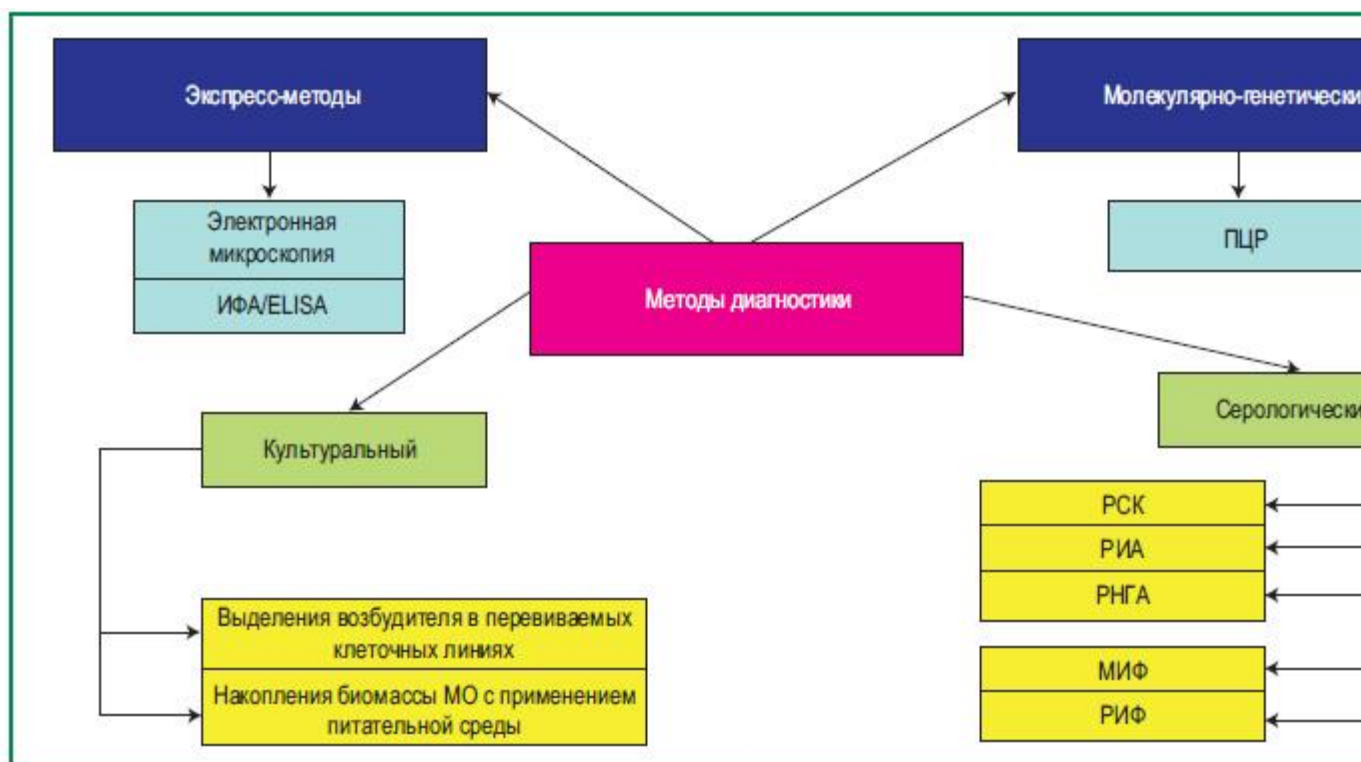 Экспресс-методы
Молекулярно-генетически
Электронная
микроскопия
ИФА/ELISA
ПЦР
Методы диагностики
Культуральный
Серологически
РСК
РИА
РНГА
Выделения возбудителя в перевиваемых
клеточных линиях
Накопления биомассы МО с применением
питательной среды
МИФ
РИФ